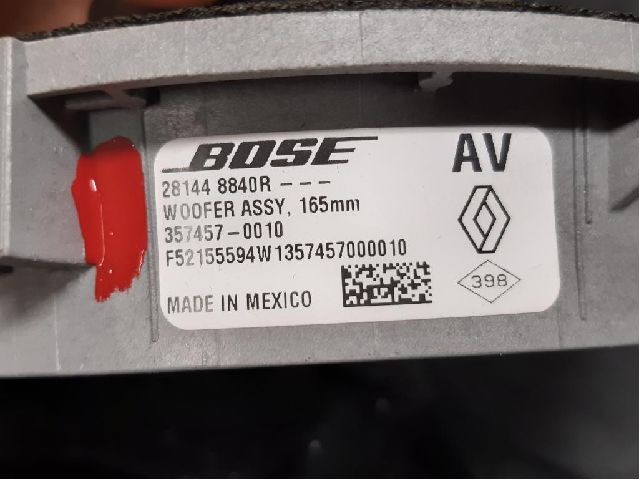 BOSE
AV
28144 8840R - - -
WOOFER ASSY, 165mm
357457-0010
F52155594W1357457000010
MADE IN MEXICO
398